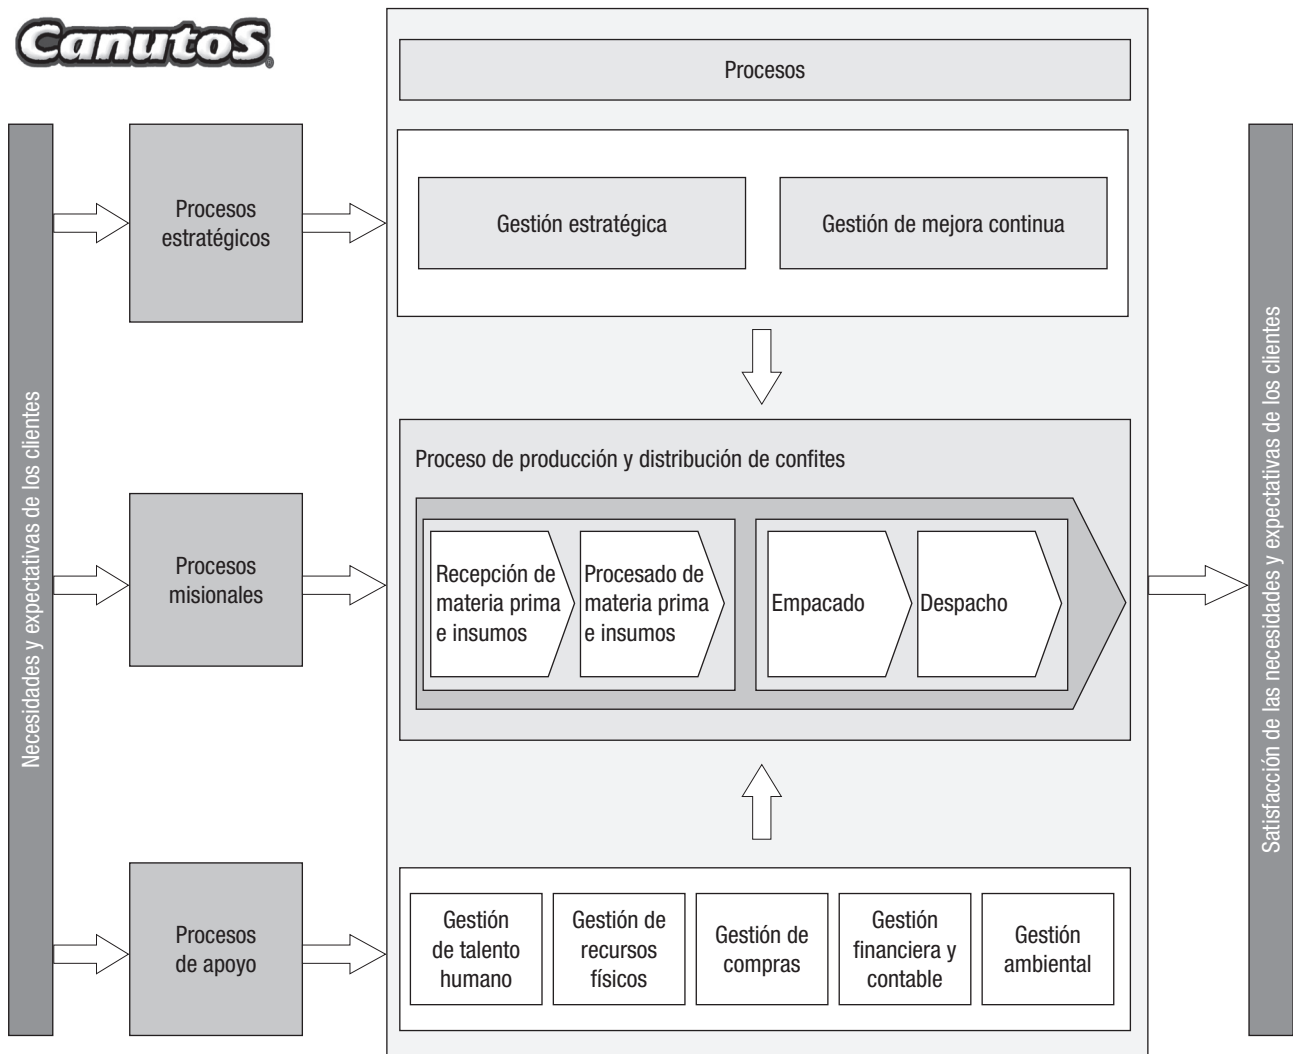 CanutoS®
Procesos
Necesidades y expectativas de los clientes
Procesos
estratégicos
Gestión estratégica
Gestión de mejora continua
Procesos
misionales
Proceso de producción y distribución de confites
Recepción de
materia prima
e insumos
Procesado de
materia prima
e insumos
Empacado
Despacho
Procesos
de apoyo
Gestión
de talento
humano
Gestión de
recursos
físicos
Gestión de
compras
Gestión
financiera y
contable
Gestión
ambiental
Satisfacción de las necesidades y expectativas de los clientes